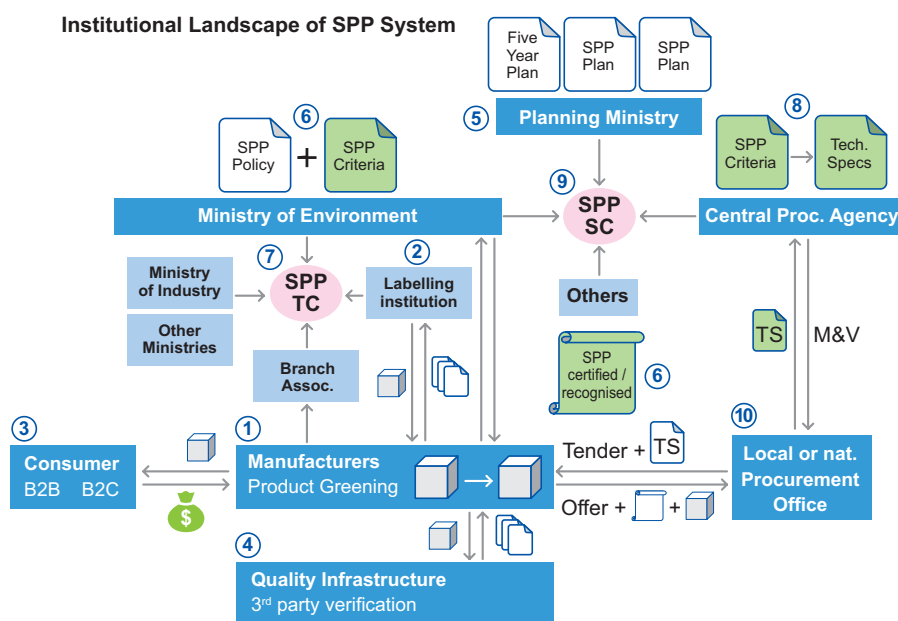 Institutional Landscape of SPP System
Five
Year
Plan
SPP
Plan
SPP
Plan
5
Planning Ministry
6
SPP
Policy
+
SPP
Criteria
8
SPP
Criteria
Tech.
Specs
9
SPP
SC
Ministry of Environment
Central Proc. Agency
7
SPP
TC
2
Ministry
of Industry
Labelling
institution
Others
Other
Ministries
Branch
Assoc.
SPP
certified /
recognised
6
TS
M&V
3
Consumer
B2B B2C
$
1
Manufacturers
Product Greening
Tender + TS
Offer + +
10
Local or nat.
Procurement
Office
4
Quality Infrastructure
3rd party verification